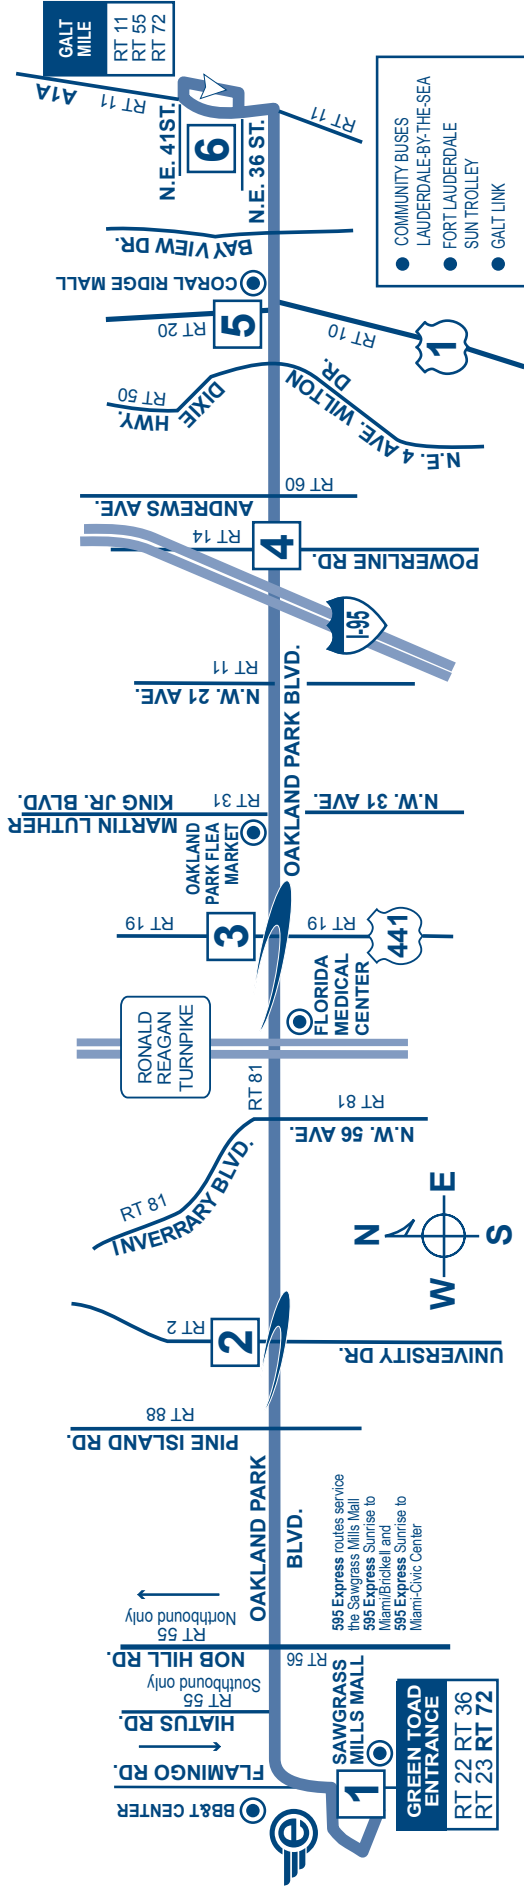 BB&T CENTER
e
1
SAWGRASS
MILLS MALL
GREEN TOAD
ENTRANCE
RT 22 RT 36
RT 23 RT 72
FLAMINGO RD.
HIATUS RD.
RT 55
Southbound only
NOB HILL RD.
RT 55
Northbound only
RT 56
595 Express routes service
the Sawgrass Mills Mall
595 Express Sunrise to
Miami/Brickell and
595 Express Sunrise to
Miami-Civic Center
OAKLAND PARK
BLVD.
PINE ISLAND RD.
RT 88
2
RT 2
UNIVERSITY DR.
N
W
E
S
RT 81
INVERRARY BLVD.
RT 81
N.W. 56 AVE.
RT 81
RONALD
REAGAN
TURNPIKE
FLORIDA
MEDICAL
CENTER
RT 19
3
RT 19
441
OAKLAND
PARK FLEA
MARKET
MARTIN LUTHER
KING JR. BLVD.
RT 31
N.W. 31 AVE.
OAKLAND PARK BLVD.
N.W. 21 AVE.
RT 11
I-95
RT 14
4
POWERLINE RD.
ANDREWS AVE.
RT 60
RT 50
DIXIE
HWY.
N.E. 4 AVE. WILTON
DR.
RT 20
5
RT 10
1
CORAL RIDGE MALL
BAYVIEW DR.
N.E. 41ST.
6
N.E. 36 ST.
A1A
RT 11
RT 11
GALT
MILE
RT 11
RT 55
RT 72
COMMUNITY BUSES
LAUDERDALE-BY-THE-SEA
FORT LAUDERDALE
SUN TROLLEY
GALT LINK